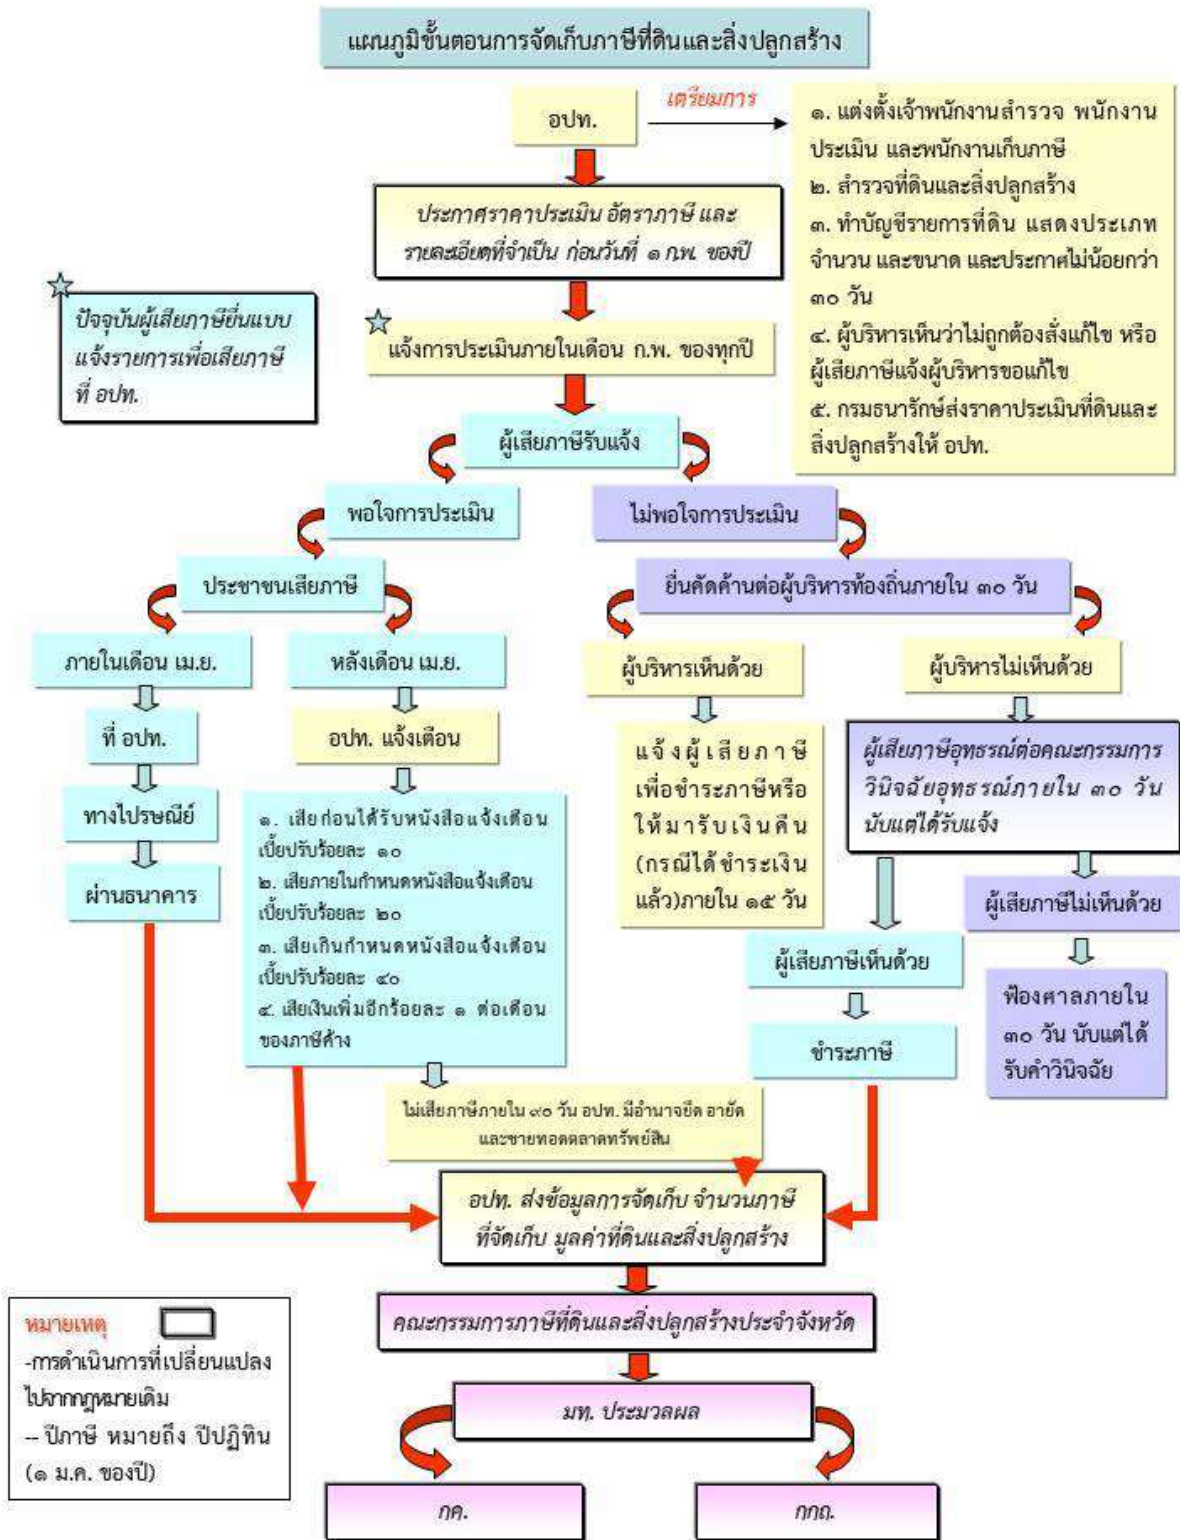 แผนภูมิขั้นตอนการจัดเก็บภาษีที่ดินและสิ่งปลูกสร้าง
อปท.
เตรียมการ
๑. แต่งตั้งเจ้าพนักงานสำรวจ พนักงาน
ประเมิน และพนักงานเก็บภาษี
๒. สำรวจที่ดินและสิ่งปลูกสร้าง
๓. ทำบัญชีรายการที่ดิน แสดงประเภท
จำนวน และขนาด และประกาศไม่น้อยกว่า
๓๐ วัน
๔. ผู้บริหารเห็นว่าไม่ถูกต้องสั่งแก้ไข หรือ
ผู้เสียภาษีแจ้งผู้บริหารขอแก้ไข
๕. กรมธนารักษ์ส่งราคาประเมินที่ดินและ
สิ่งปลูกสร้างให้ อปท.
ประกาศราคาประเมิน อัตราภาษี และ
รายละเอียดที่จำเป็น ก่อนวันที่ ๑ ก.พ. ของปี
ปัจจุบันผู้เสียภาษียื่นแบบ
แจ้งรายการเพื่อเสียภาษี
ที่ อปท.
แจ้งการประเมินภายในเดือน ก.พ. ของทุกปี
ผู้เสียภาษีรับแจ้ง
พอใจการประเมิน
ไม่พอใจการประเมิน
ประชาชนเสียภาษี
ยื่นคัดค้านต่อผู้บริหารท้องถิ่นภายใน ๓๐ วัน
ภายในเดือน เม.ย.
หลังเดือน เม.ย.
ผู้บริหารเห็นด้วย
ผู้บริหารไม่เห็นด้วย
ที่ อปท.
อปท. แจ้งเตือน
แจ้งผู้เสียภาษี
เพื่อชำระภาษีหรือ
ให้มารับเงินคืน
(กรณีได้ชำระเงิน
แล้ว)ภายใน ๑๕ วัน
ผู้เสียภาษีอุทธรณ์ต่อคณะกรรมการ
วินิจฉัยอุทธรณ์ภายใน ๓๐ วัน
นับแต่ได้รับแจ้ง
ทางไปรษณีย์
ผ่านธนาคาร
๑. เสียก่อนได้รับหนังสือแจ้งเตือน
เบี้ยปรับร้อยละ ๑๐
๒. เสียภายในกำหนดหนังสือแจ้งเตือน
เบี้ยปรับร้อยละ ๒๐
๓. เสียเกินกำหนดหนังสือแจ้งเตือน
เบี้ยปรับร้อยละ ๔๐
๔. เสียเงินเพิ่มอีกร้อยละ ๑ ต่อเดือน
ของภาษีค้าง
ผู้เสียภาษีไม่เห็นด้วย
ผู้เสียภาษีเห็นด้วย
ฟ้องศาลภายใน
๓๐ วัน นับแต่ได้
รับคำวินิจฉัย
ชำระภาษี
ไม่เสียภาษีภายใน ๙๐ วัน อปท. มีอำนาจยึด อายัด
และขายทอดตลาดทรัพย์สิน
อปท. ส่งข้อมูลการจัดเก็บ จำนวนภาษี
ที่จัดเก็บ มูลค่าที่ดินและสิ่งปลูกสร้าง
คณะกรรมการภาษีที่ดินและสิ่งปลูกสร้างประจำจังหวัด
มท. ประมวลผล
กค.
กกถ.
หมายเหตุ
-การดำเนินการที่เปลี่ยนแปลง
ไปจากกฎหมายเดิม
-- ปีภาษี หมายถึง ปีปฏิทิน
(๑ ม.ค. ของปี)